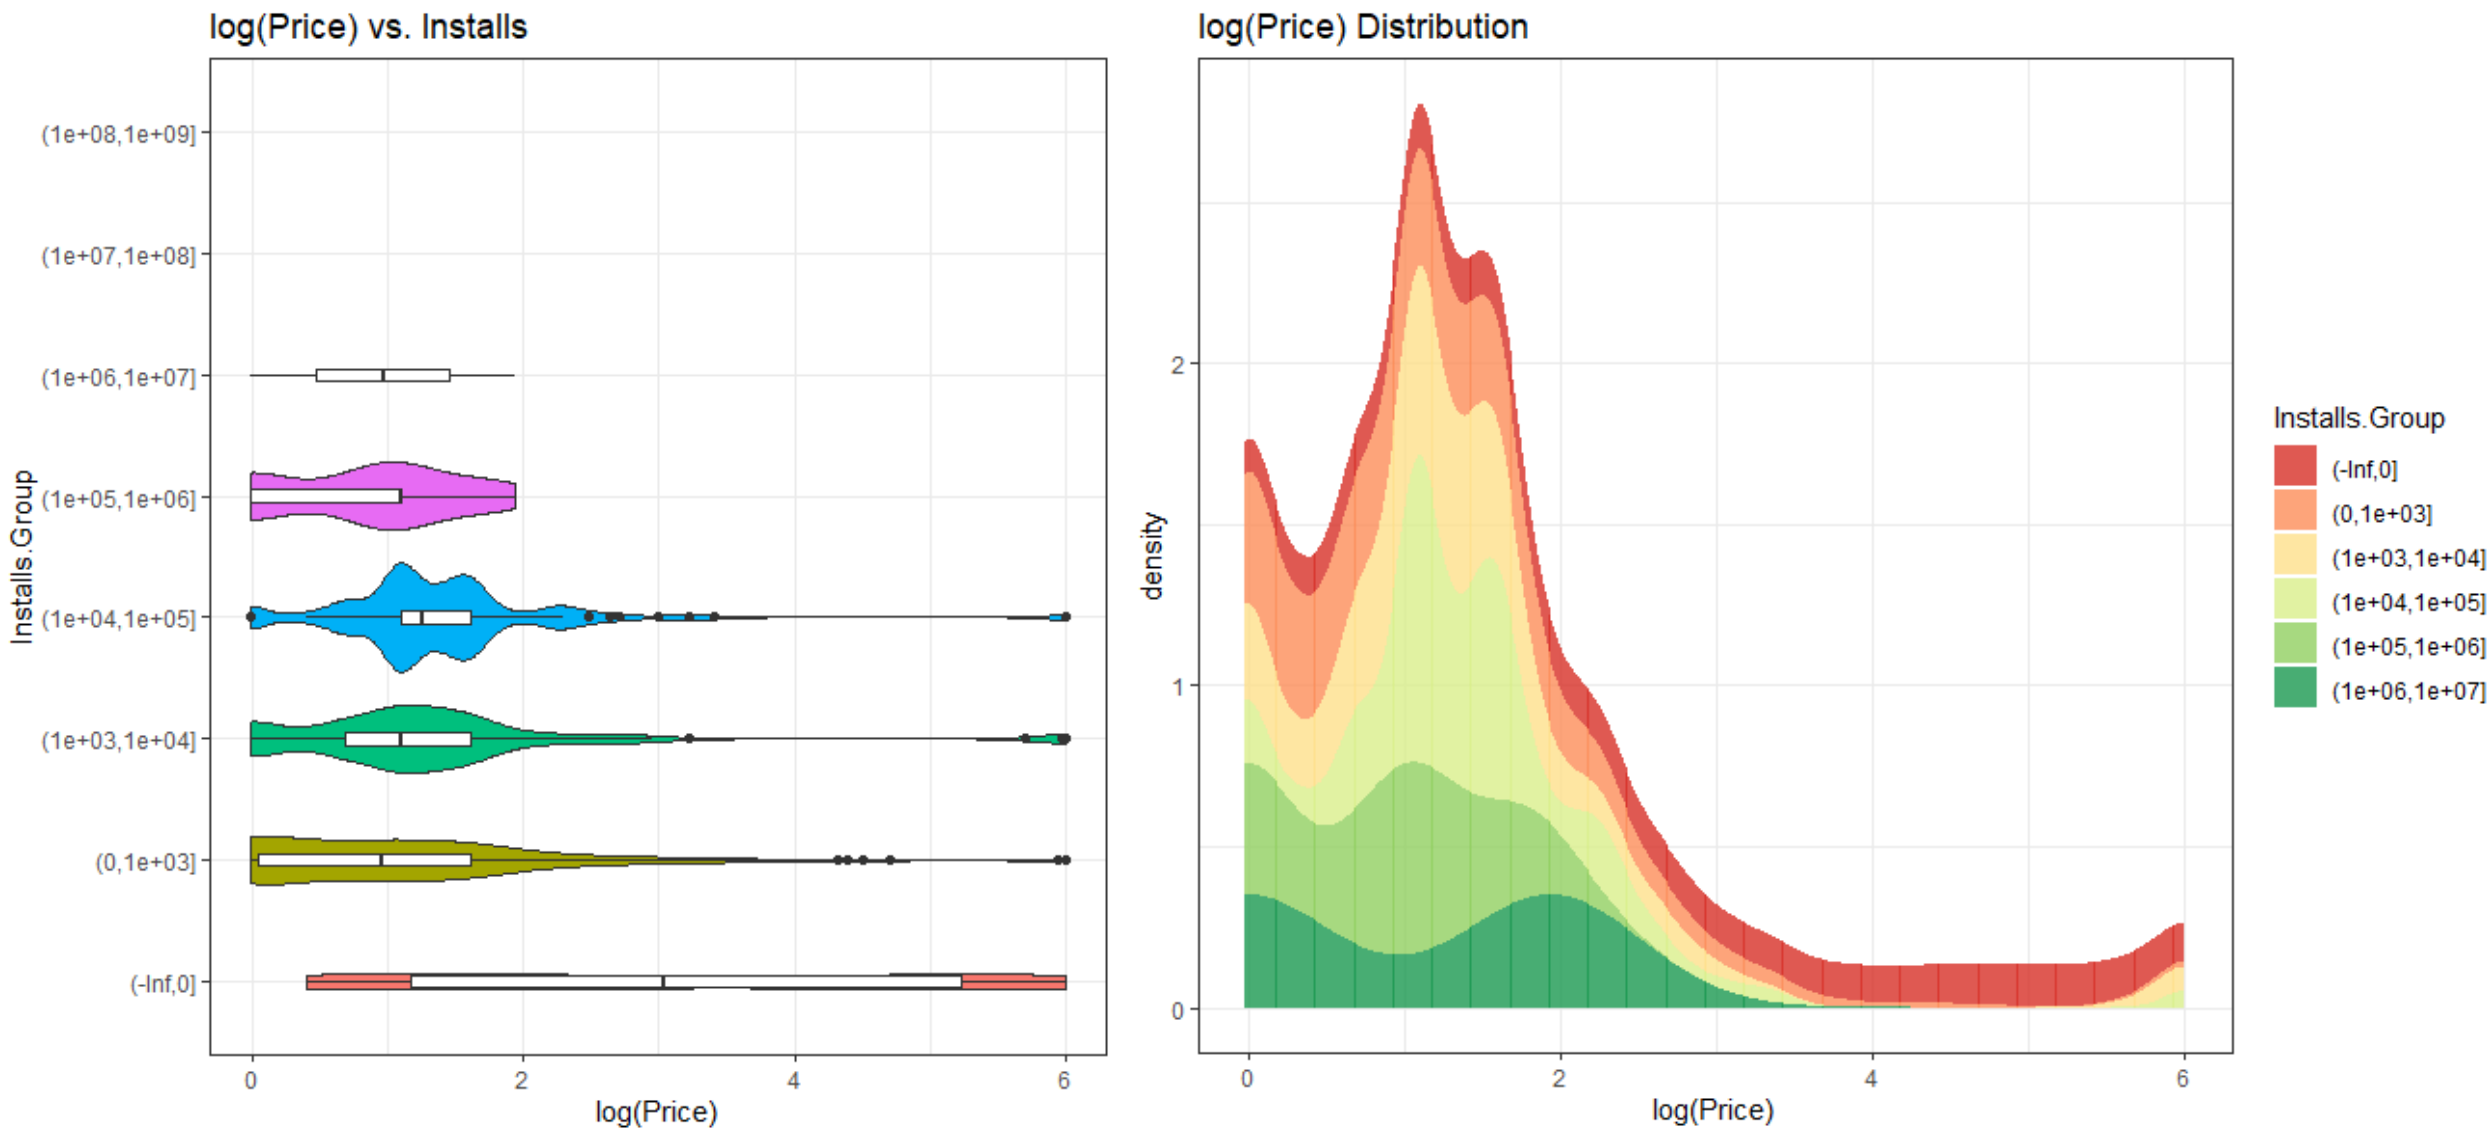 log(Price) vs. Installs
Installs.Group
(1e+08,1e+09]
(1e+07,1e+08]
(1e+06,1e+07]
(1e+05,1e+06]
(1e+04,1e+05]
(1e+03,1e+04]
(0,1e+03]
(-Inf,0]
0 2 4 6
log(Price)
log(Price) Distribution
density
2
1
0
0 2 4 6
log(Price)
Installs.Group
(-Inf,0]
(0,1e+03]
(1e+03,1e+04]
(1e+04,1e+05]
(1e+05,1e+06]
(1e+06,1e+07]